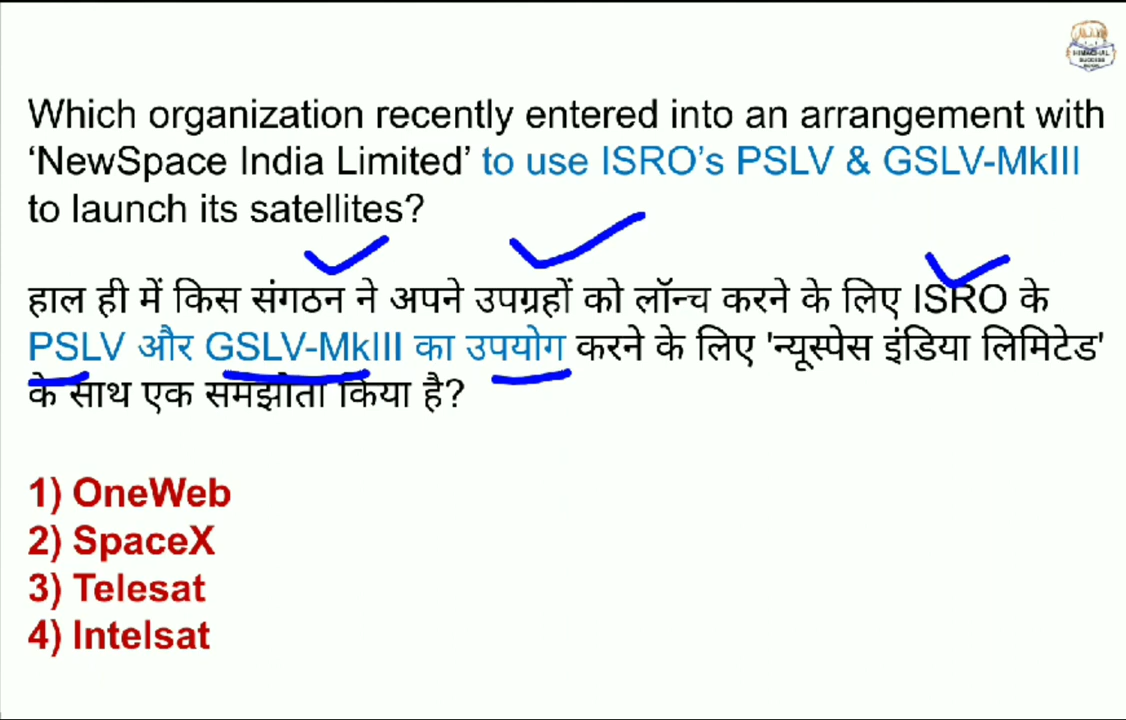 Which organization recently entered into an arrangement with
‘NewSpace India Limited’ to use ISRO’s PSLV & GSLV-MkIII
to launch its satellites?
हाल ही में किस संगठन ने अपने उपग्रहों को लॉन्च करने के लिए ISRO के
PSLV और GSLV-MkIII का उपयोग करने के लिए 'न्यूस्पेस इंडिया लिमिटेड'
के साथ एक समझौता किया है?
1) OneWeb
2) SpaceX
3) Telesat
4) Intelsat